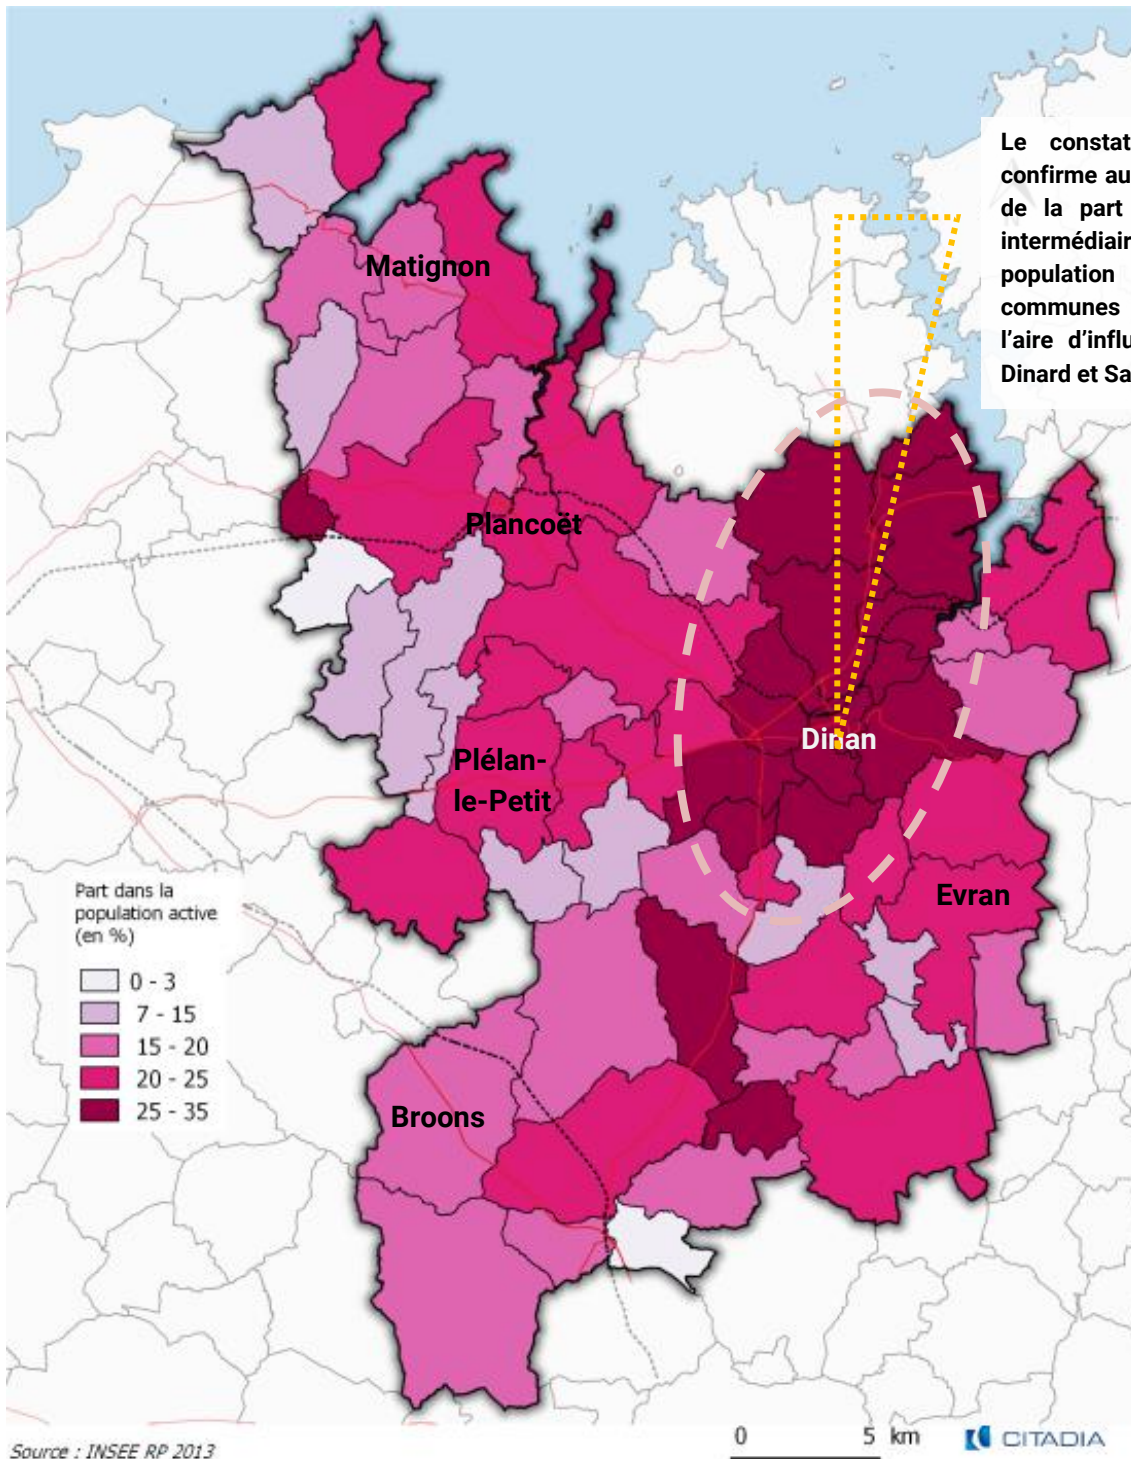 Le constat
confirme au
de la part
intermédiair
population
communes
l'aire d'influ
Dinard et Sa
Matignon
Plancoët
Dinan
Plélan-
le-Petit
Evran
Broons
Part dans la
population active
(en %)
0 - 3
7 - 15
15 - 20
20 - 25
25 - 35
Source : INSEE RP 2013
0 5 km
CITADIA